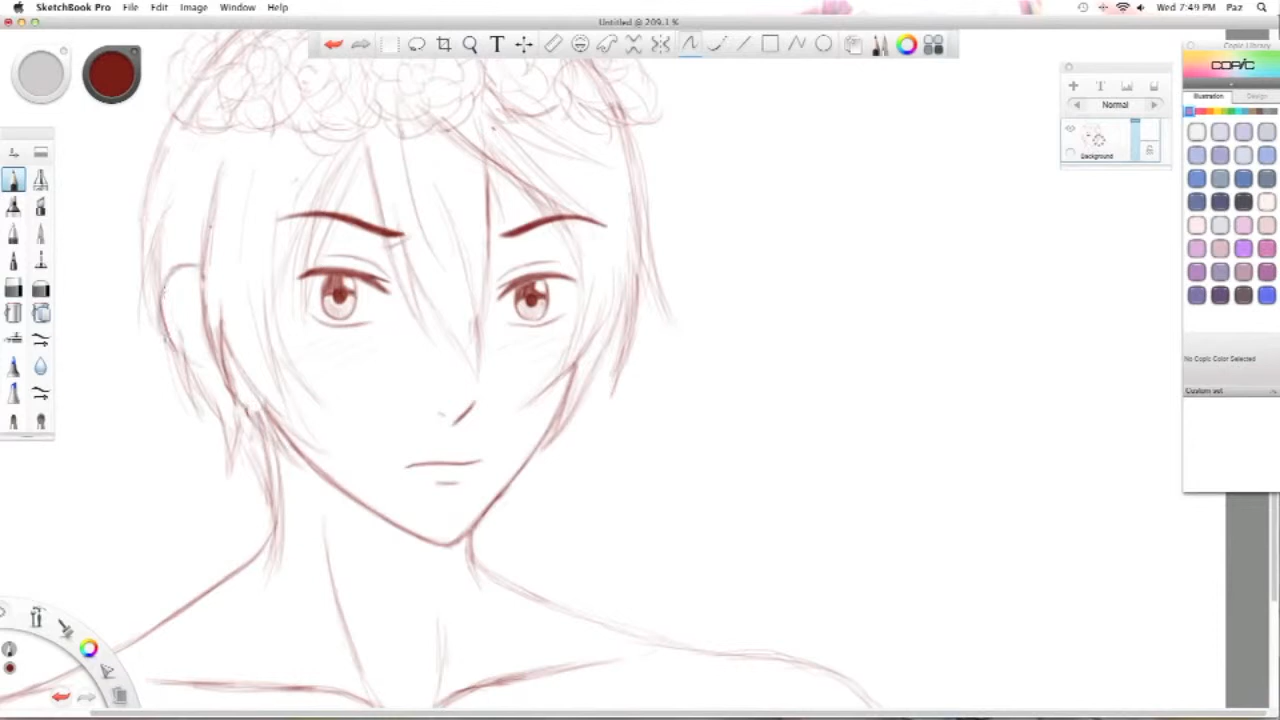 SketchBook Pro File Edit Image Window Help Wed 7:49 PM Paz
Untitled @ 209.1 %
Copic Library
COPIC
Illustration Design
T
Normal
Background
No Copic Color Selected
Custom set